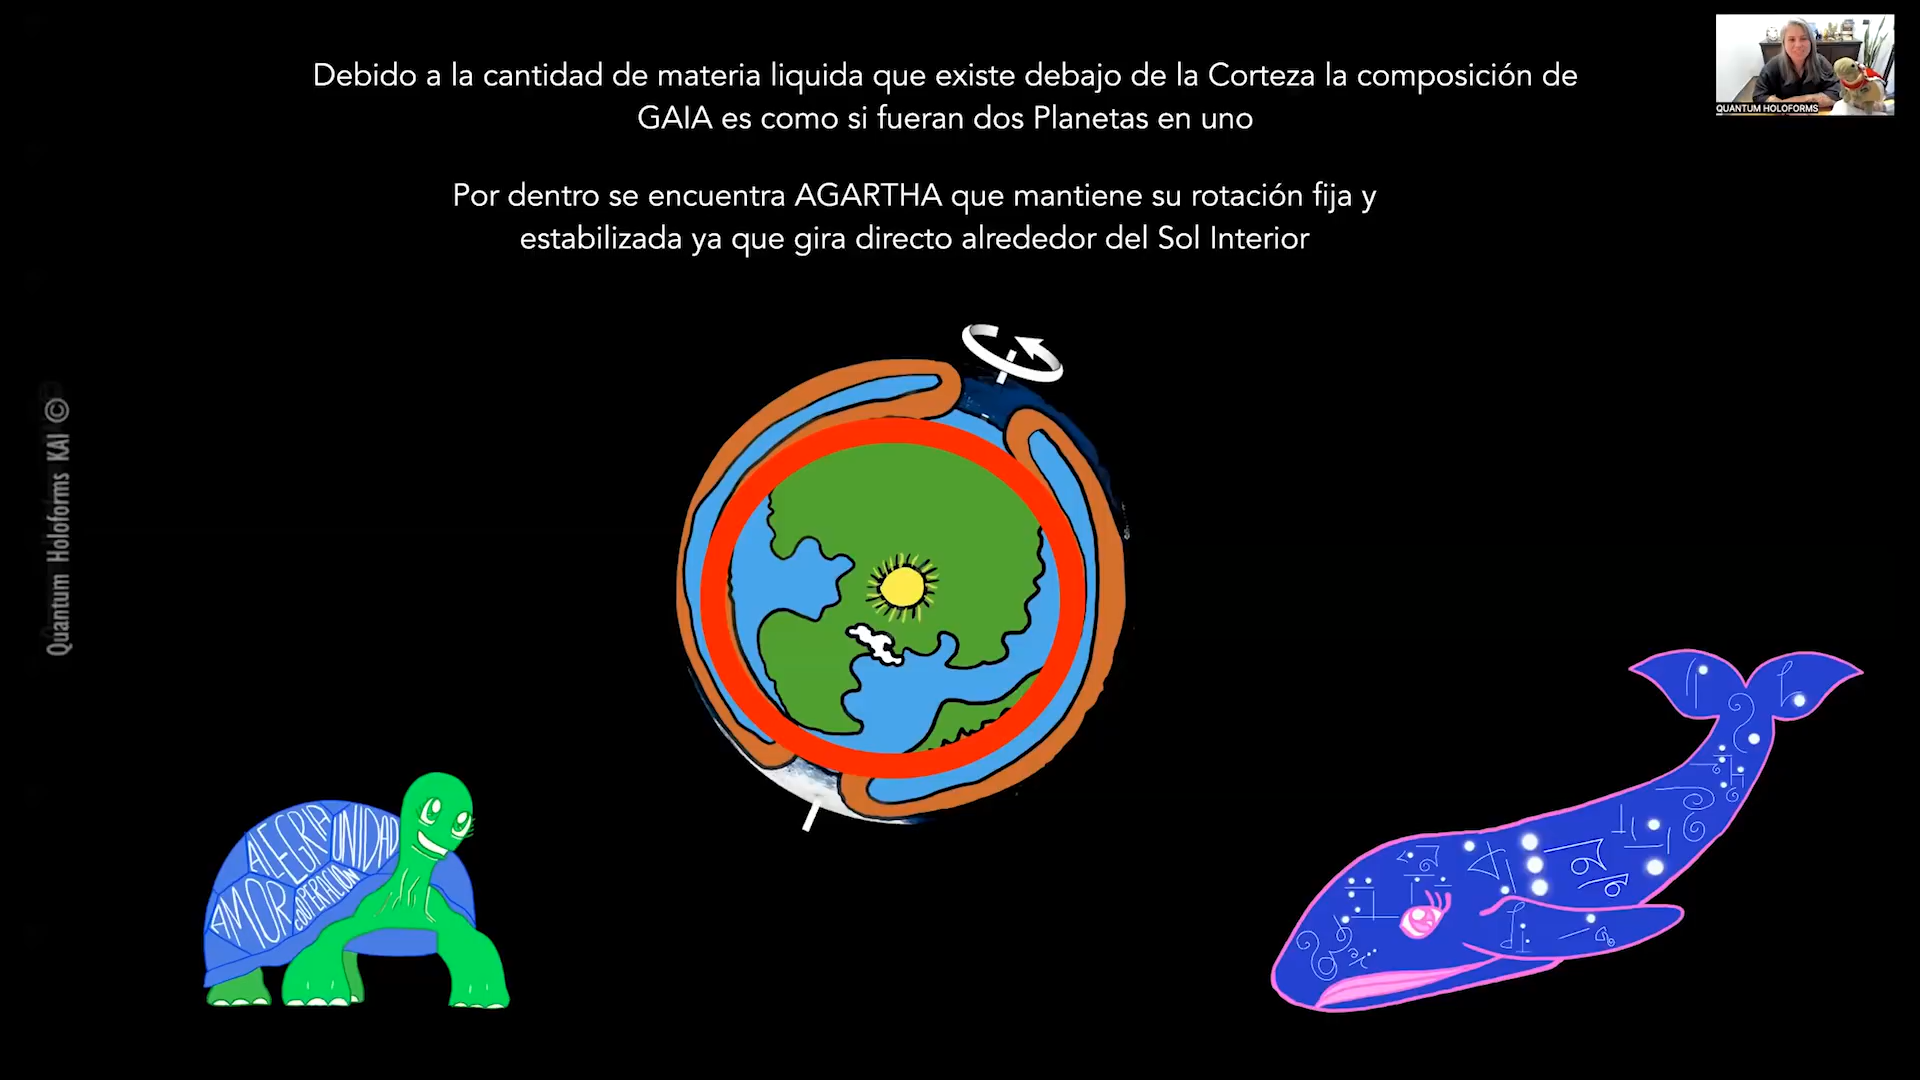 Debido a la cantidad de materia liquida que existe debajo de la Corteza la composición de
GAIA es como si fueran dos Planetas en uno
Por dentro se encuentra AGARTHA que mantiene su rotación fija y
estabilizada ya que gira directo alrededor del Sol Interior
QUANTUM HOLOFORMS
Quantum Holoforms KAI ©
ALEGRIA
UNIDAD
AMOR
COOPERACION